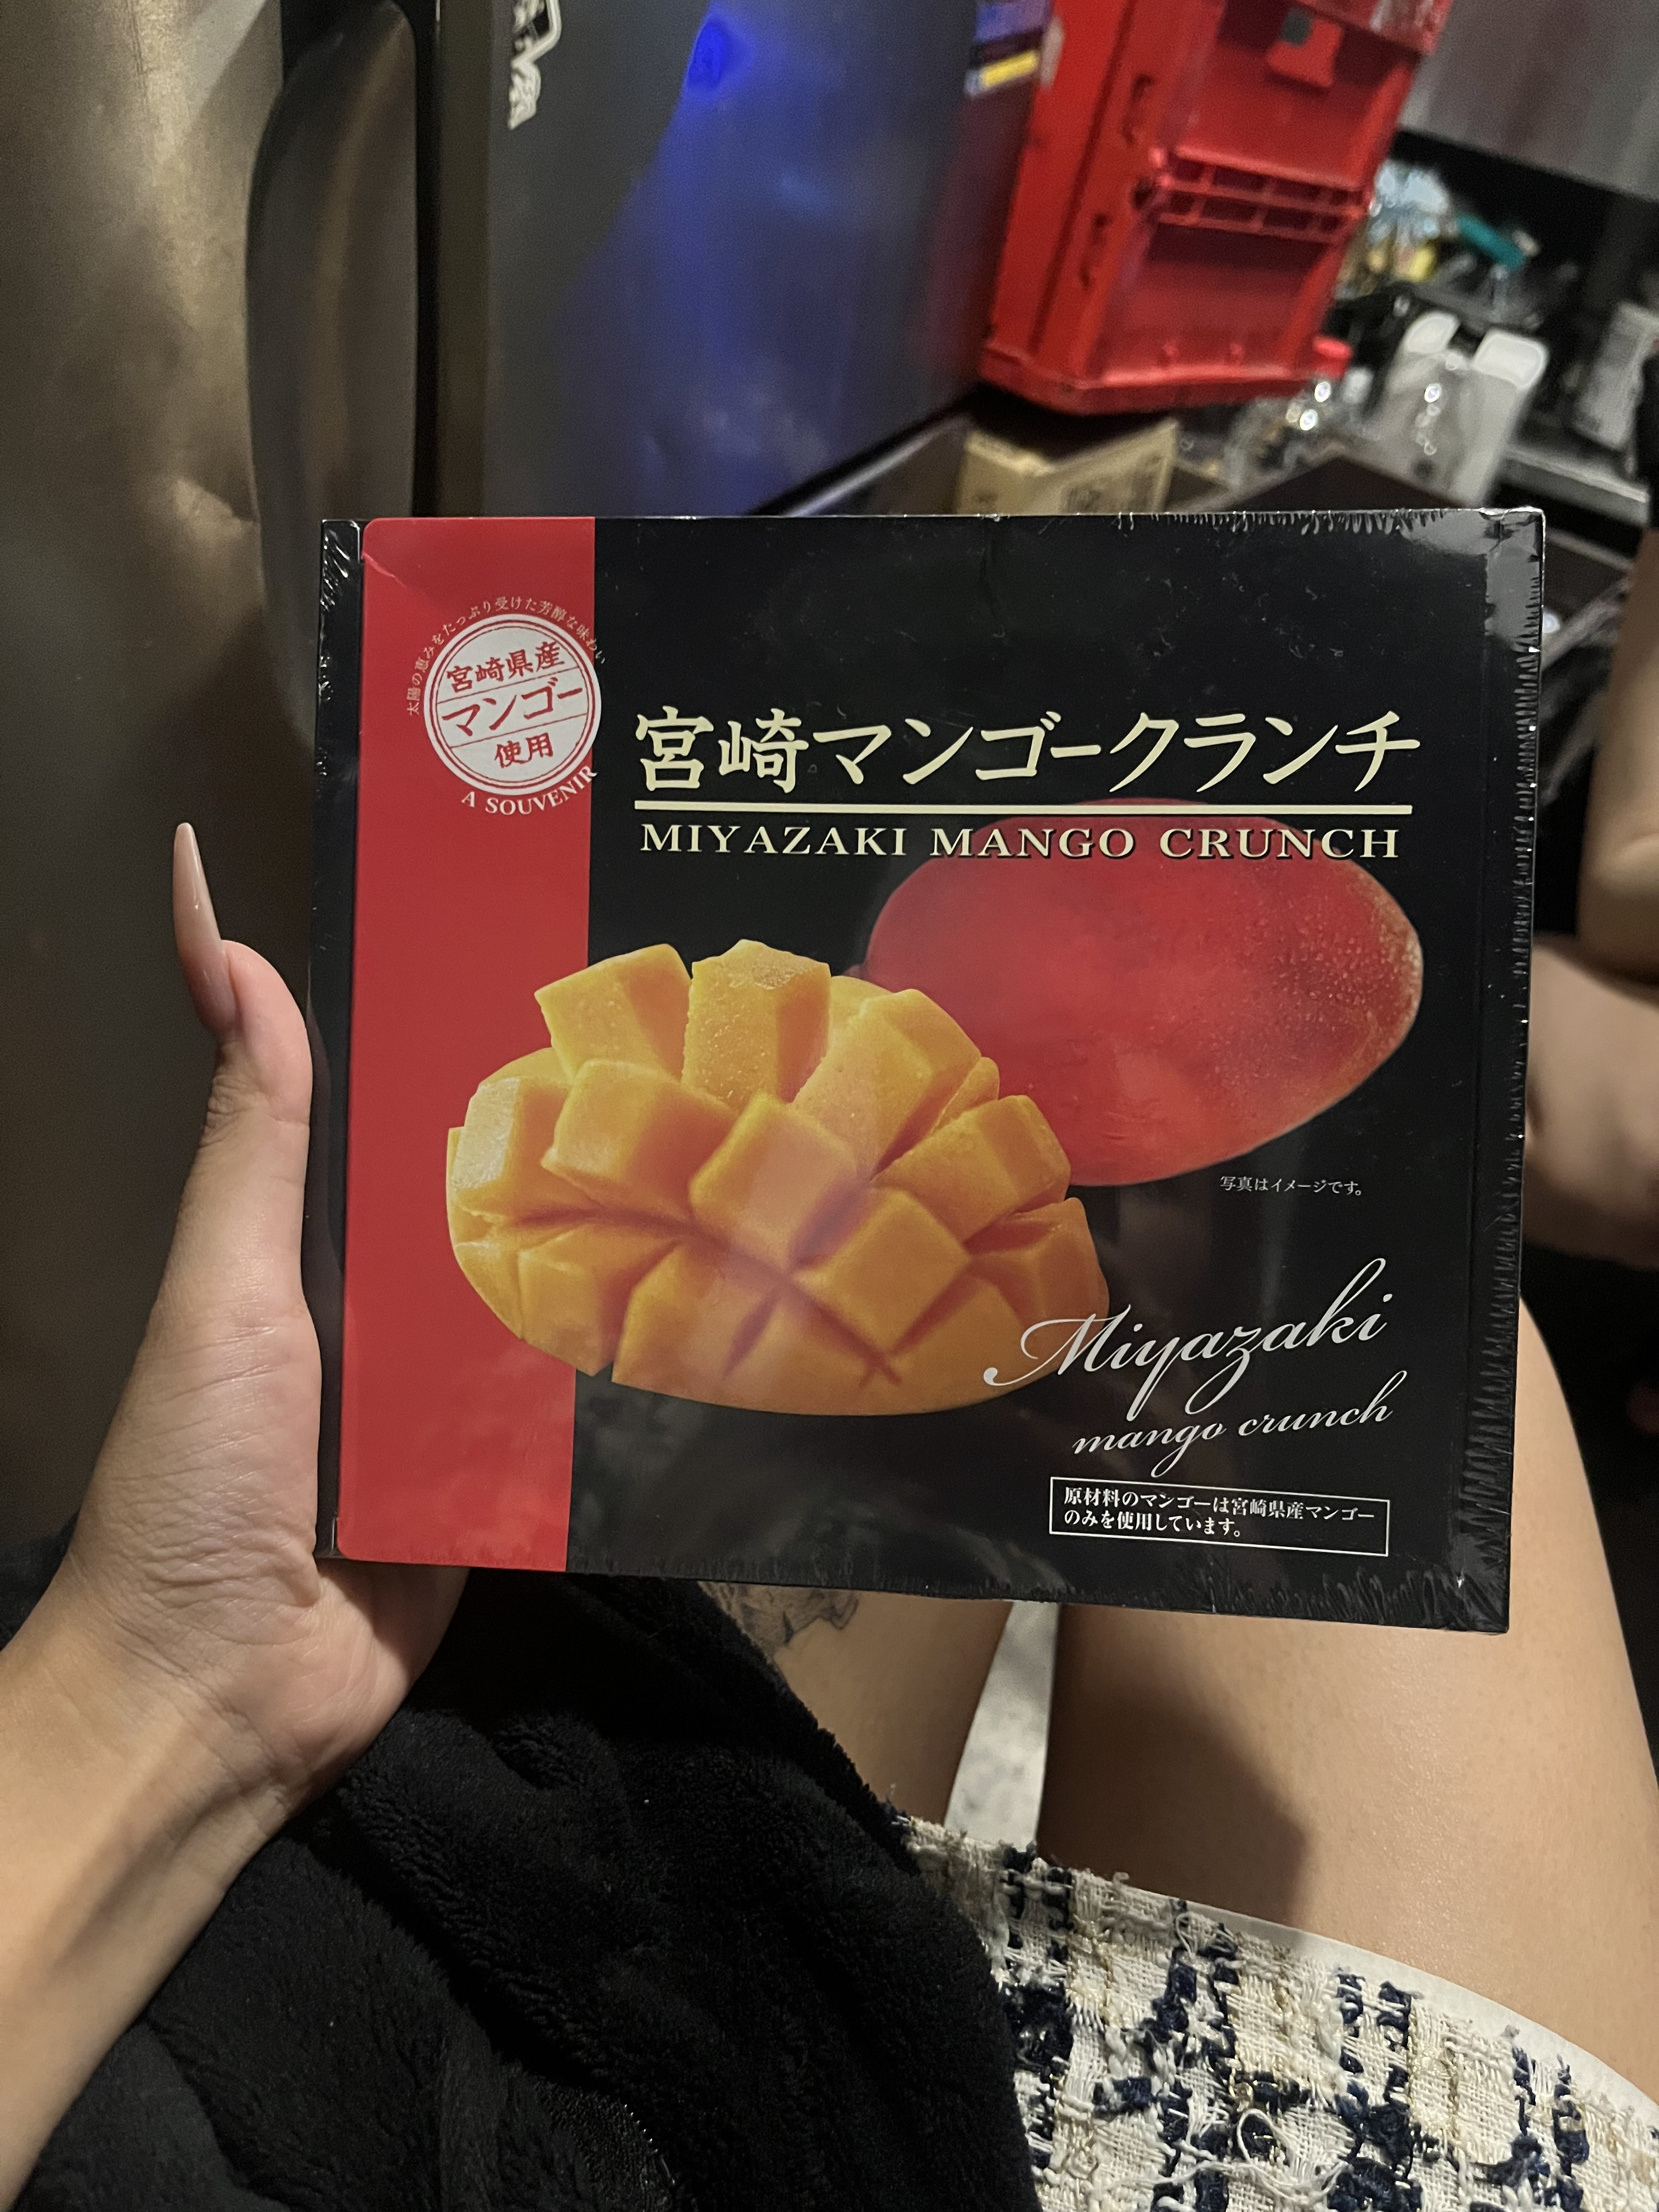 太陽の恵みをたっぷり受けた芳醇な味わい
宮崎県産
マンゴー
使用
A SOUVENIR
宮崎マンゴークランチ
MIYAZAKI MANGO CRUNCH
写真はイメージです。
Miyazaki
mango crunch
原材料のマンゴーは宮崎県産マンゴー
のみを使用しています。